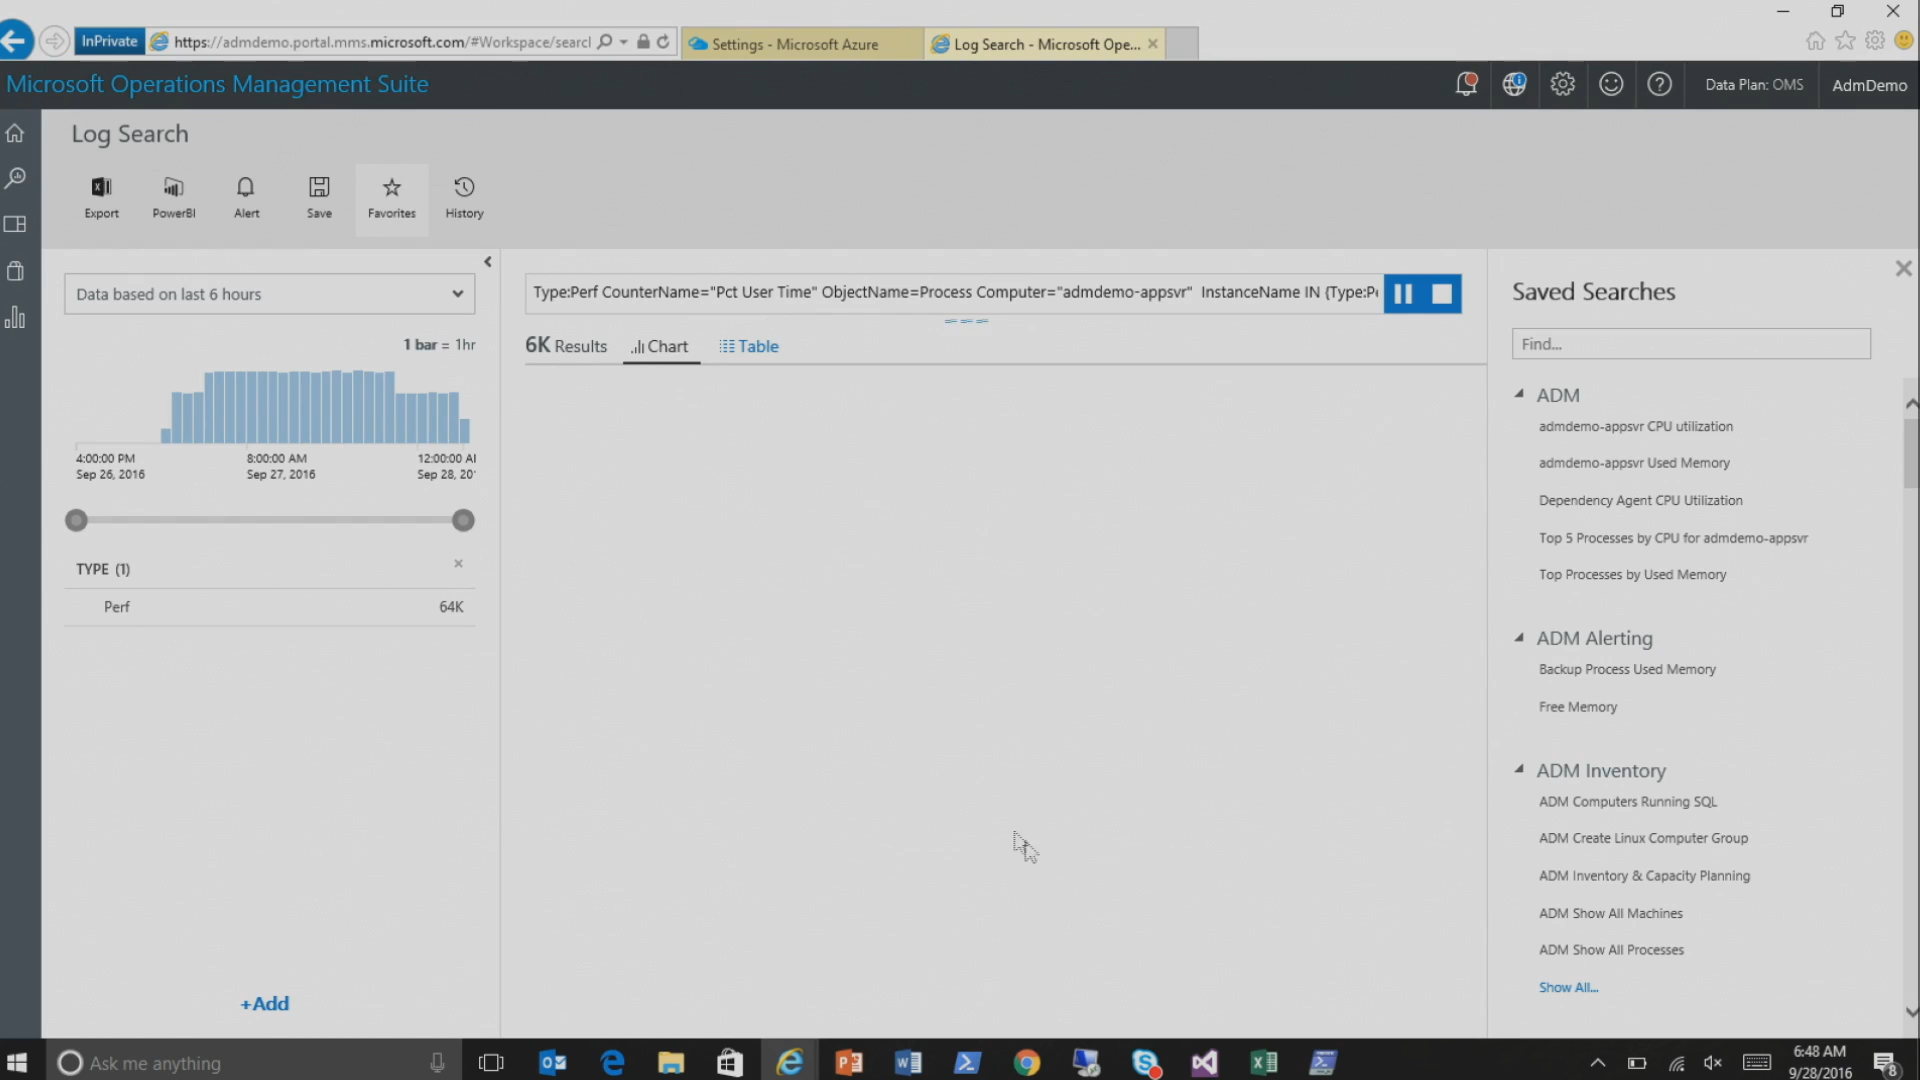 InPrivate
https://admdemo.portal.mms.microsoft.com/#Workspace/searcl
Settings - Microsoft Azure
Log Search - Microsoft Ope...
Microsoft Operations Management Suite
Data Plan: OMS
AdmDemo
Log Search
Export
PowerBI
Alert
Save
Favorites
History
Data based on last 6 hours
1 bar = 1hr
4:00:00 PM
Sep 26, 2016
8:00:00 AM
Sep 27, 2016
12:00:00 AI
Sep 28, 20
TYPE (1)
Perf 64K
+Add
Type:Perf CounterName="Pct User Time" ObjectName=Process Computer="admdemo-appsvr" InstanceName IN {Type:P
6K Results
Chart
Table
Saved Searches
Find...
ADM
admdemo-appsvr CPU utilization
admdemo-appsvr Used Memory
Dependency Agent CPU Utilization
Top 5 Processes by CPU for admdemo-appsvr
Top Processes by Used Memory
ADM Alerting
Backup Process Used Memory
Free Memory
ADM Inventory
ADM Computers Running SQL
ADM Create Linux Computer Group
ADM Inventory & Capacity Planning
ADM Show All Machines
ADM Show All Processes
Show All...
Ask me anything
6:48 AM
9/28/2016
8